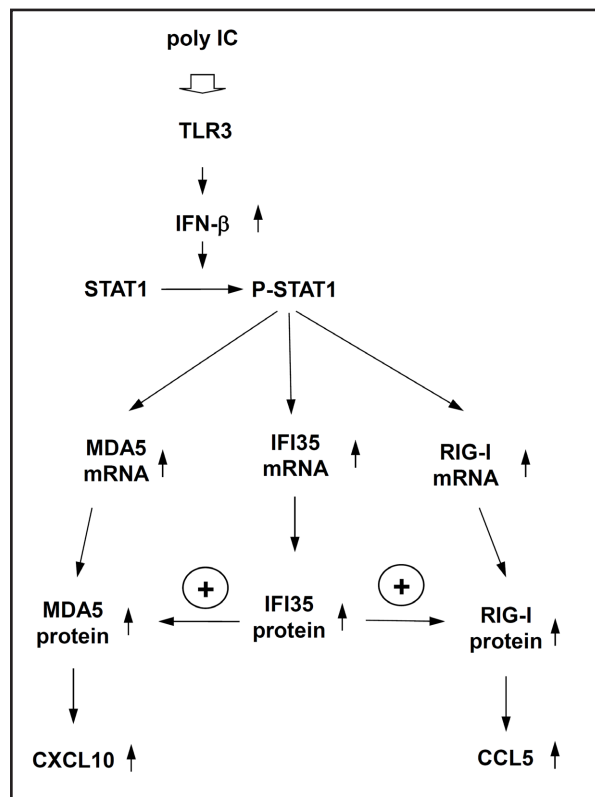 poly IC
TLR3
IFN-β
STAT1
P-STAT1
MDA5
mRNA
IFI35
mRNA
RIG-I
mRNA
+
+
MDA5
protein
IFI35
protein
RIG-I
protein
CXCL10
CCL5